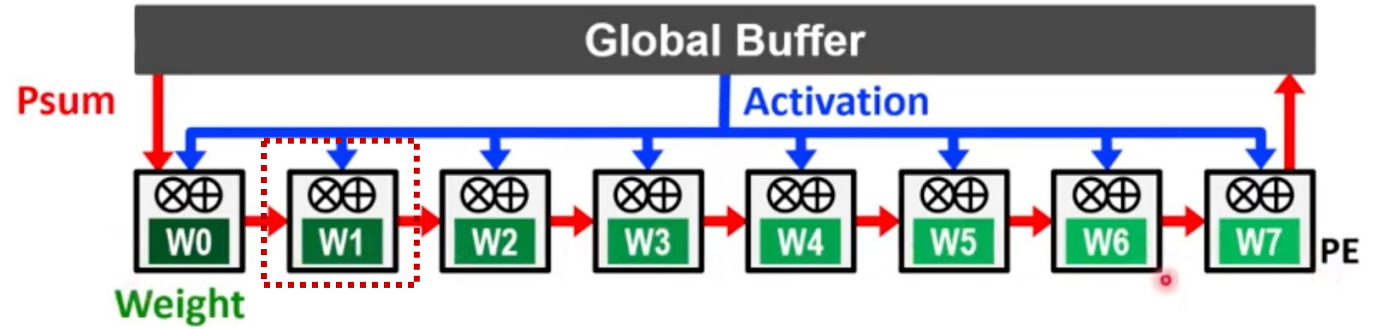 Global Buffer
Psum
Activation
W0 W1 W2 W3 W4 W5 W6 W7
PE
Weight